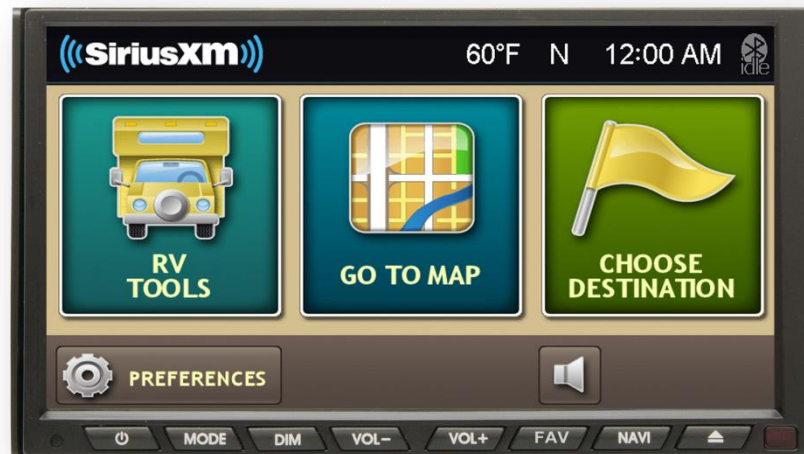 SiriusXM
60°F N 12:00 AM
idle
RV
TOOLS
GO TO MAP
CHOOSE
DESTINATION
PREFERENCES
MODE DIM VOL− VOL+ FAV NAVI